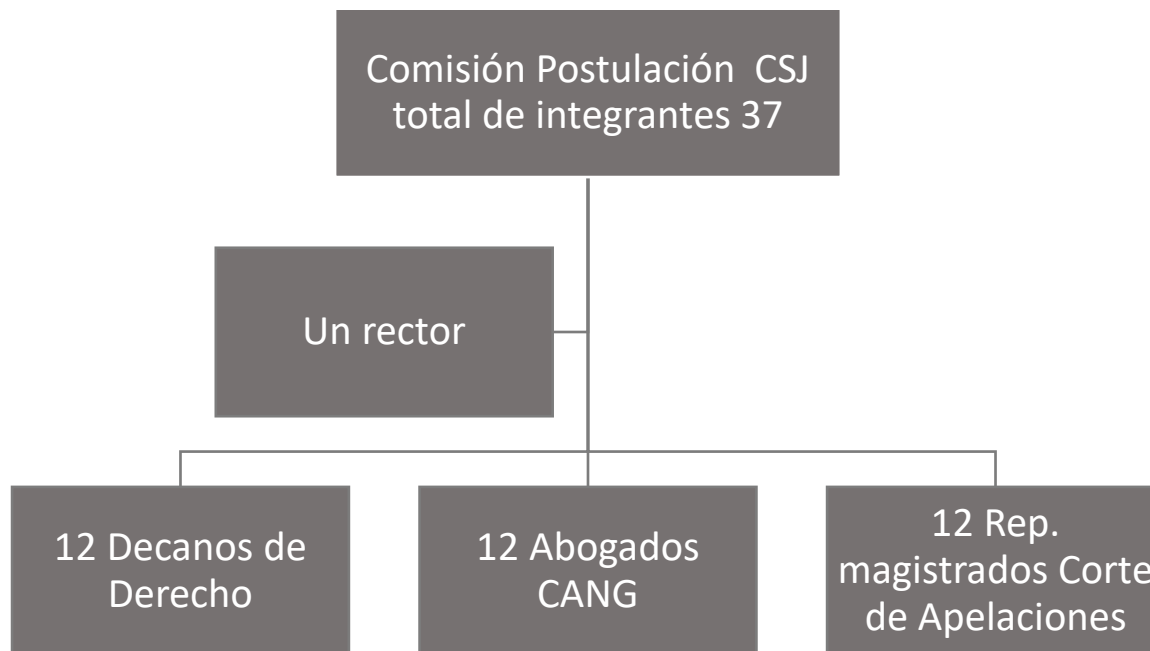 Comisión Postulación CSJ
total de integrantes 37
Un rector
12 Decanos de
Derecho
12 Abogados
CANG
12 Rep.
magistrados Corte
de Apelaciones